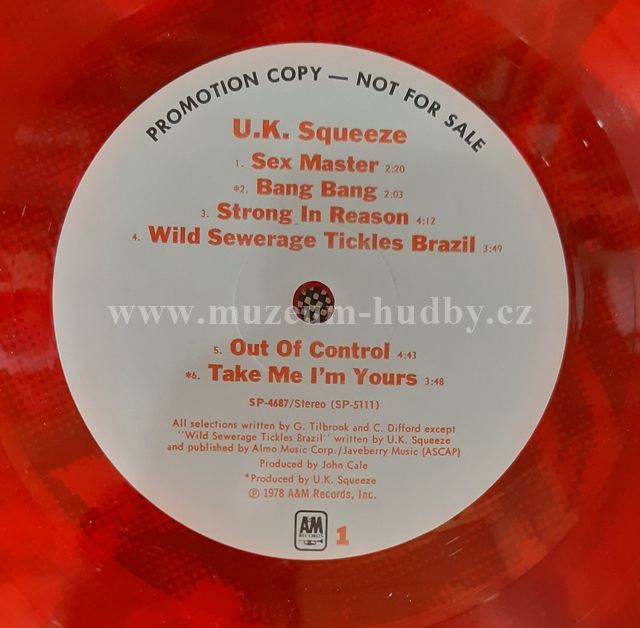 PROMOTION COPY — NOT FOR SALE
U.K. Squeeze
1. Sex Master 2:20
*2. Bang Bang 2:03
3. Strong In Reason 4:12
4. Wild Sewerage Tickles Brazil 3:49
www.muzeum-hudby.cz
5. Out Of Control 4:43
*6. Take Me I'm Yours 3:48
SP-4687/Stereo (SP-5111)
All selections written by G. Tilbrook and C. Difford except
"Wild Sewerage Tickles Brazil" written by U.K. Squeeze
and published by Almo Music Corp./Javeberry Music (ASCAP)
Produced by John Cale
*Produced by U.K. Squeeze
℗ 1978 A&M Records, Inc.
AM
RECORDS
1